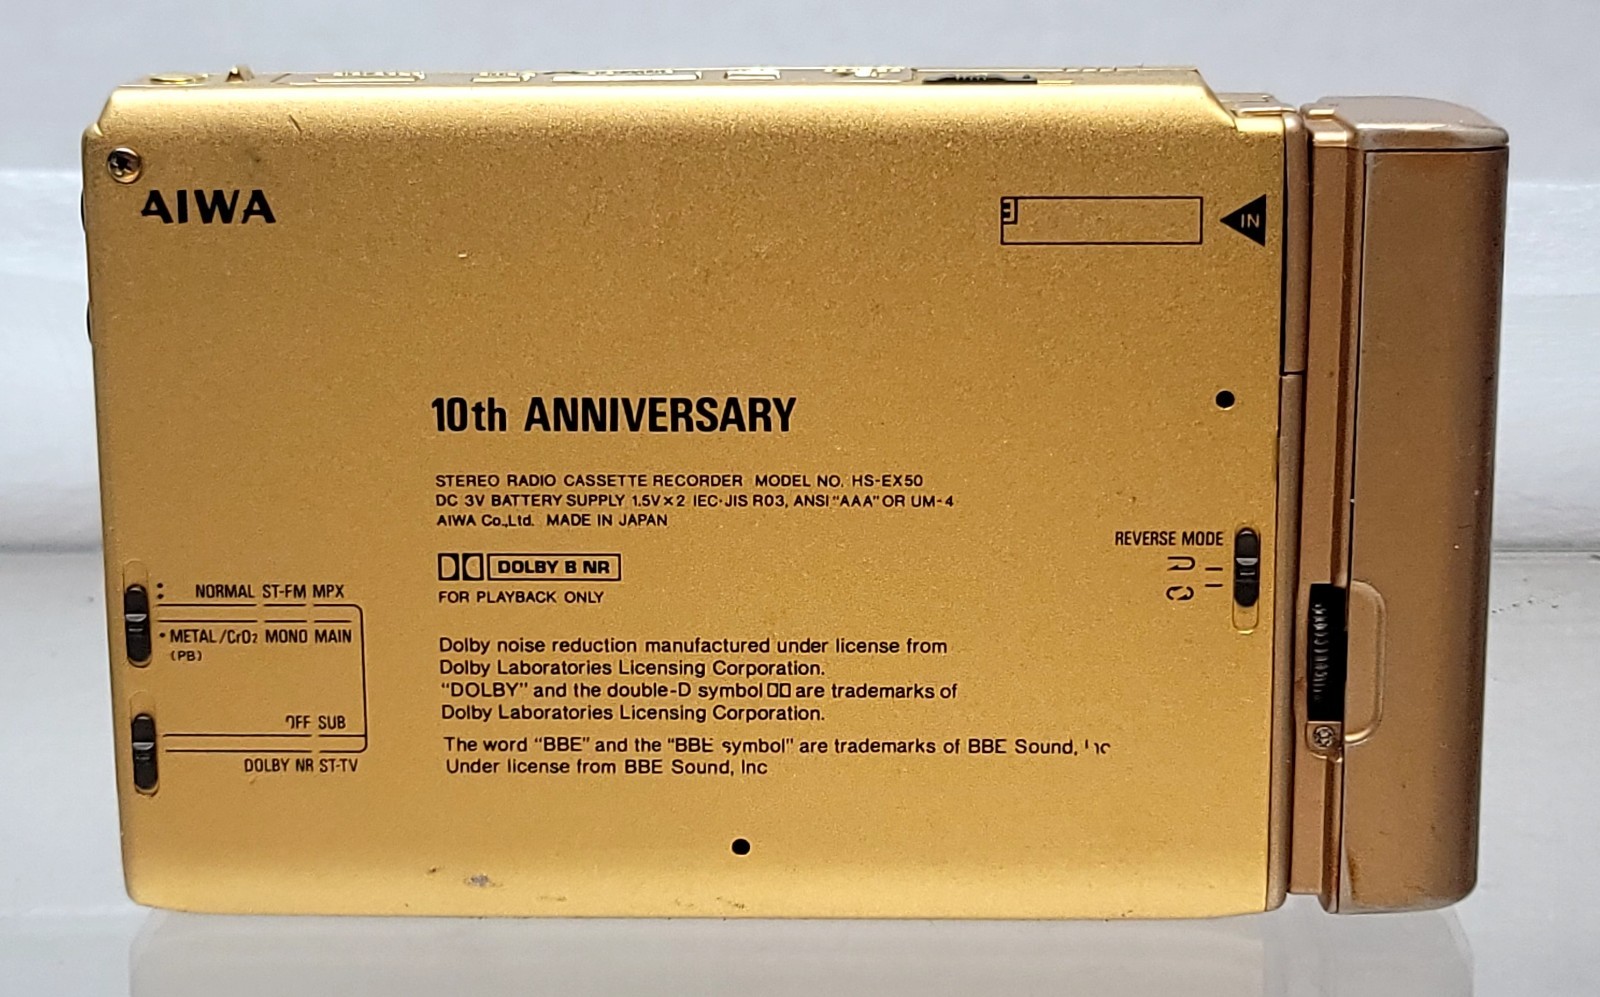 AIWA
IN
10th ANNIVERSARY
STEREO RADIO CASSETTE RECORDER MODEL NO. HS-EX50
DC 3V BATTERY SUPPLY 1.5V×2 IEC·JIS R03, ANSI "AAA" OR UM-4
AIWA Co.,Ltd. MADE IN JAPAN
REVERSE MODE
DOLBY B NR
FOR PLAYBACK ONLY
NORMAL ST-FM MPX
• METAL/CrO2 MONO MAIN
(PB)
OFF SUB
DOLBY NR ST-TV
Dolby noise reduction manufactured under license from
Dolby Laboratories Licensing Corporation.
"DOLBY" and the double-D symbol are trademarks of
Dolby Laboratories Licensing Corporation.
The word "BBE" and the "BBE symbol" are trademarks of BBE Sound, Inc
Under license from BBE Sound, Inc